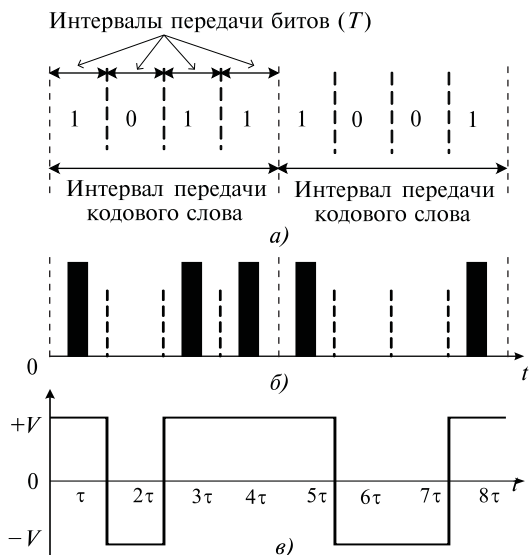 Интервалы передачи битов (T)
1 0 1 1 1 0 0 1
Интервал передачи кодового слова
Интервал передачи кодового слова
а)
0 t
б)
+V
0 t
τ 2τ 3τ 4τ 5τ 6τ 7τ 8τ
−V
в)